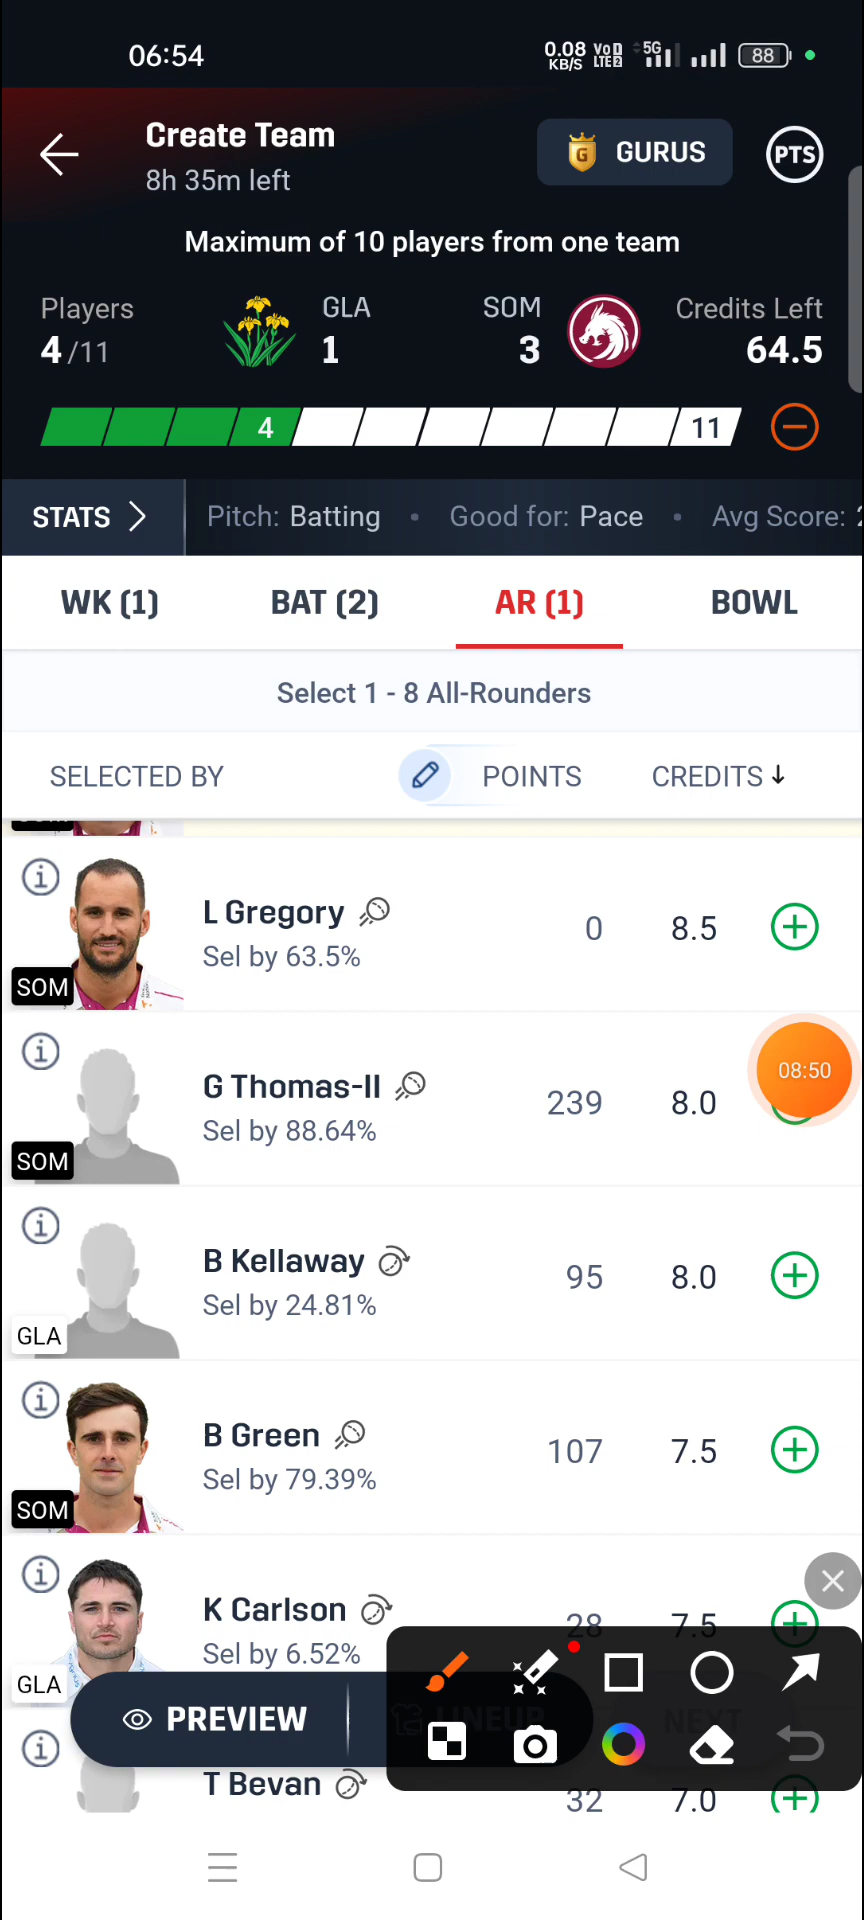 06:54
0.08 KB/S Vo1 LTE2 5G 88
Create Team
8h 35m left
GURUS
PTS
Maximum of 10 players from one team
Players
4/11
GLA
1
SOM
3
Credits Left
64.5
4
11
STATS
Pitch: Batting • Good for: Pace • Avg Score:
WK (1)
BAT (2)
AR (1)
BOWL
Select 1 - 8 All-Rounders
SELECTED BY
POINTS
CREDITS
L Gregory
Sel by 63.5%
0
8.5
SOM
G Thomas-II
Sel by 88.64%
239
8.0
08:50
SOM
B Kellaway
Sel by 24.81%
95
8.0
GLA
B Green
Sel by 79.39%
107
7.5
SOM
K Carlson
Sel by 6.52%
28
7.5
GLA
PREVIEW
LINEUP
NEXT
T Bevan
32
7.0